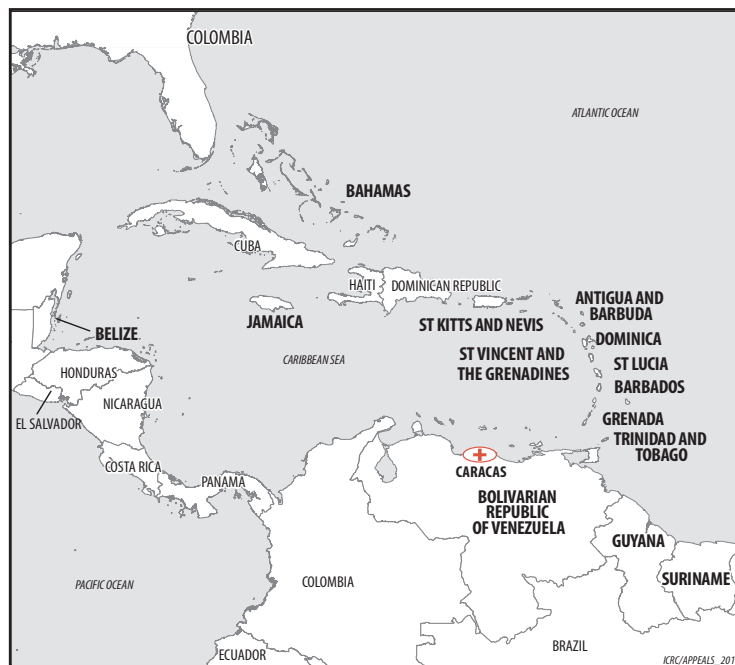 COLOMBIA
ATLANTIC OCEAN
BAHAMAS
CUBA
HAITI
DOMINICAN REPUBLIC
ANTIGUA AND
BARBUDA
JAMAICA
ST KITTS AND NEVIS
BELIZE
DOMINICA
ST VINCENT AND
THE GRENADINES
CARIBBEAN SEA
ST LUCIA
HONDURAS
BARBADOS
NICARAGUA
EL SALVADOR
GRENADA
TRINIDAD AND
TOBAGO
COSTA RICA
CARACAS
PANAMA
BOLIVARIAN
REPUBLIC
OF VENEZUELA
GUYANA
SURINAME
PACIFIC OCEAN
COLOMBIA
BRAZIL
ECUADOR
ICRC/APPEALS_201